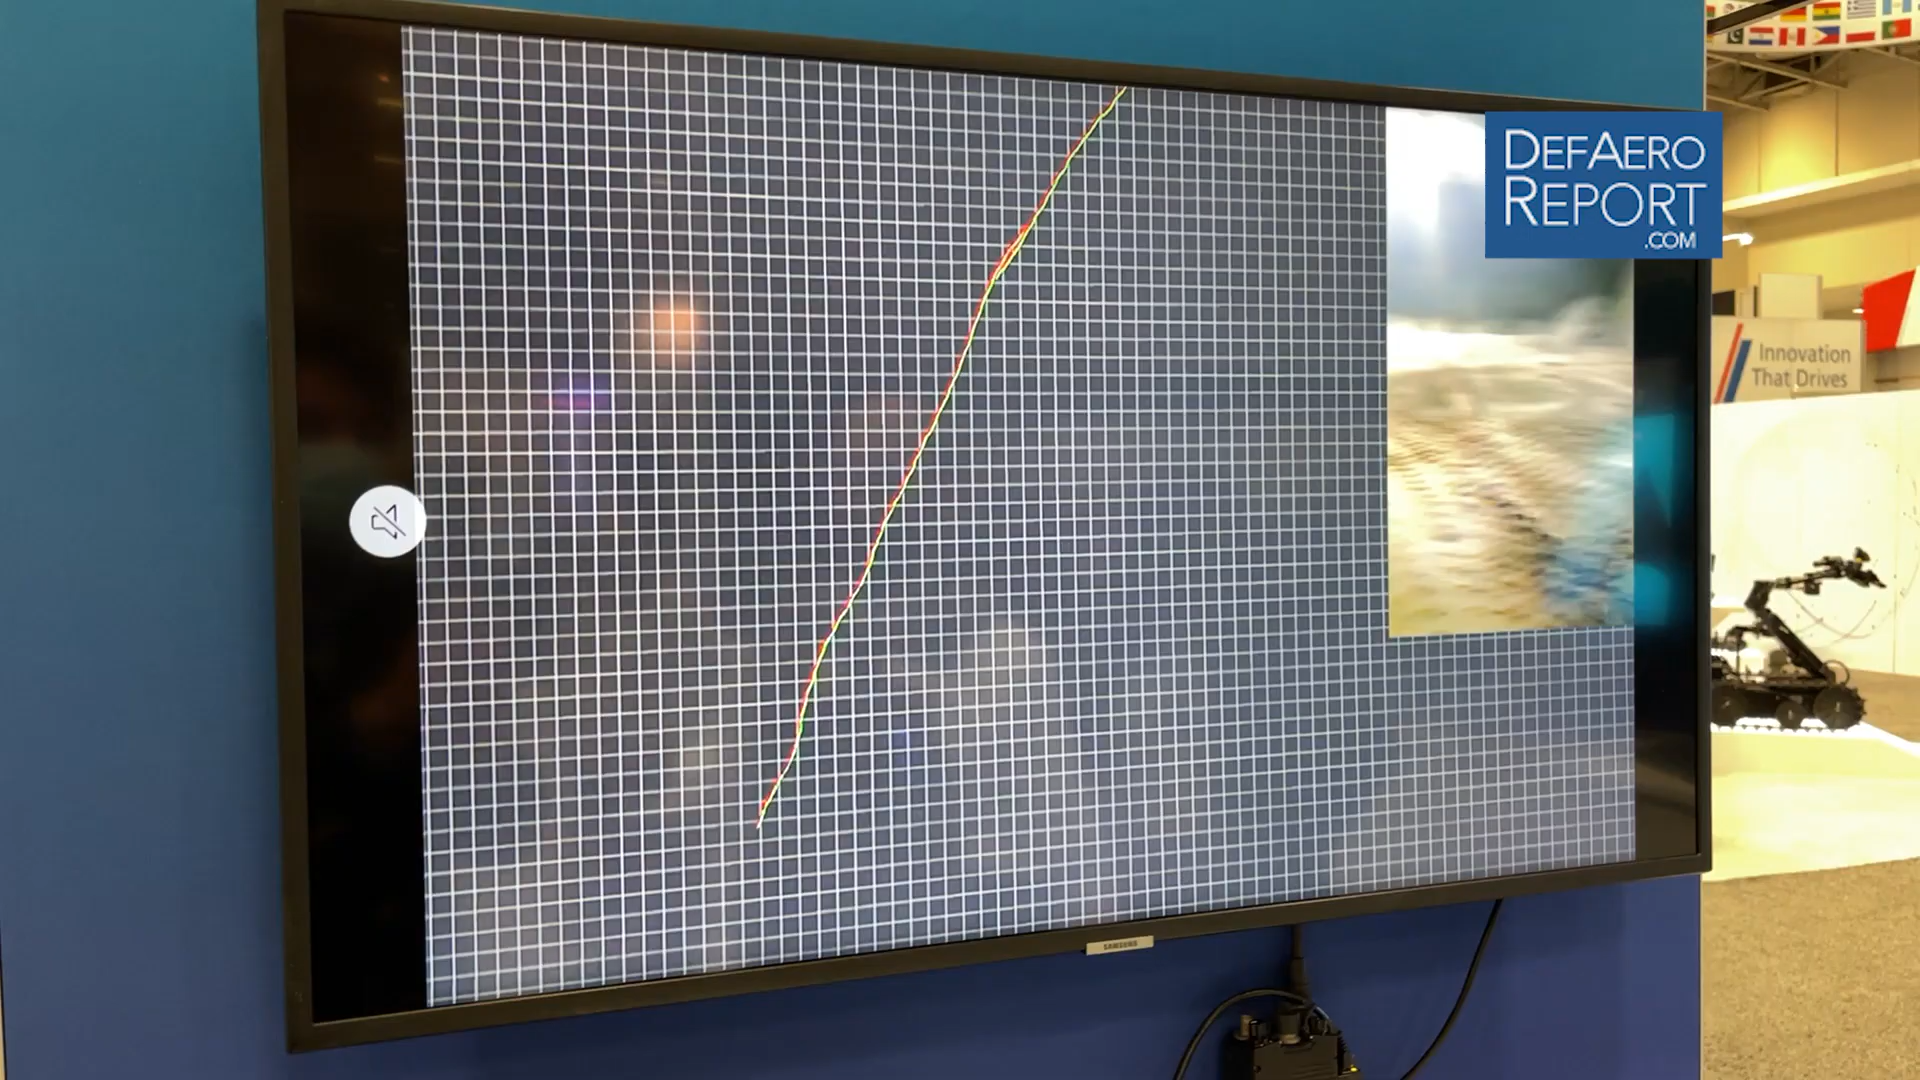 DEFAERO
REPORT
.COM
Innovation
That Drives
SAMSUNG